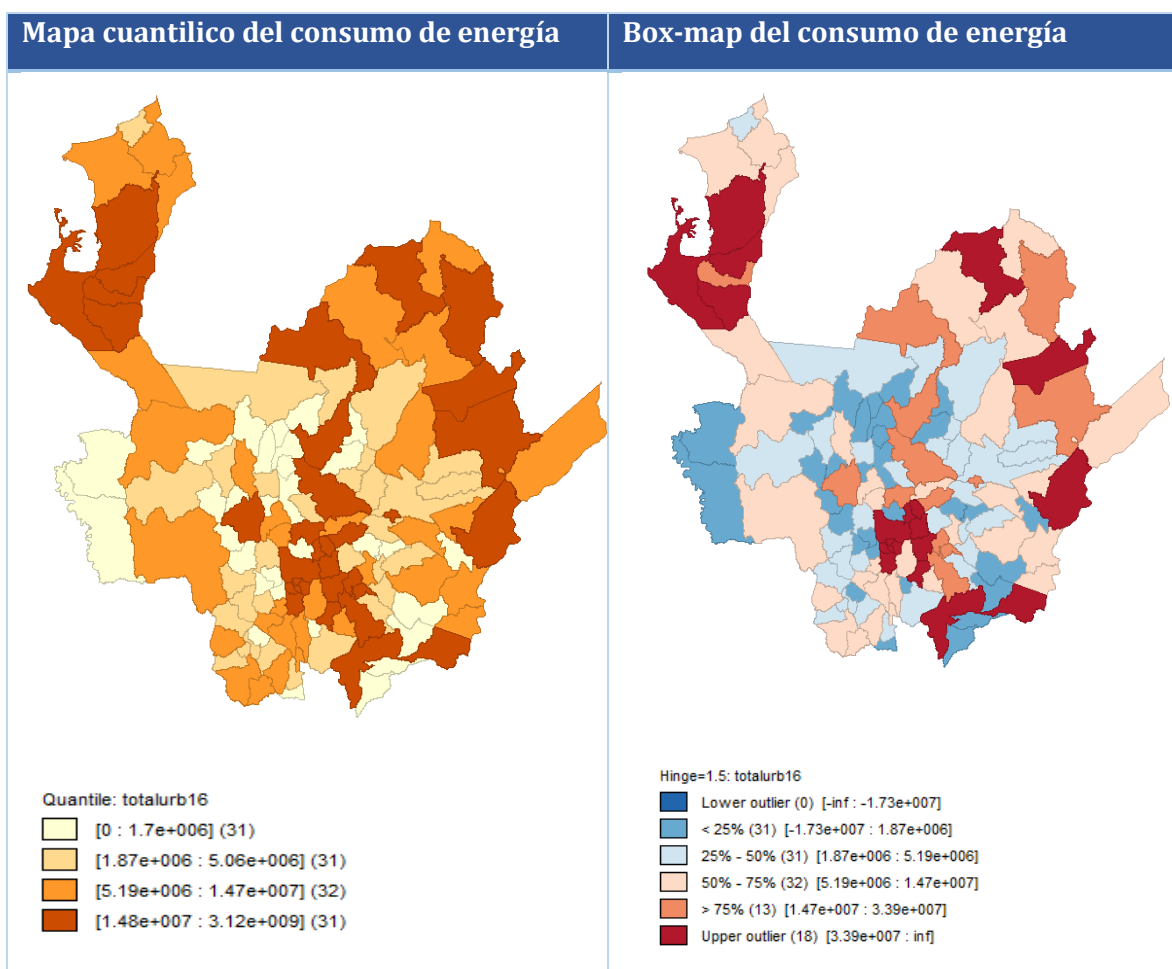 Mapa cuantilico del consumo de energía
Box-map del consumo de energía
Quantile: totalurb16
[0 : 1.7e+006] (31)
[1.87e+006 : 5.06e+006] (31)
[5.19e+006 : 1.47e+007] (32)
[1.48e+007 : 3.12e+009] (31)
Hinge=1.5: totalurb16
Lower outlier (0) [-inf : -1.73e+007]
< 25% (31) [-1.73e+007 : 1.87e+006]
25% - 50% (31) [1.87e+006 : 5.19e+006]
50% - 75% (32) [5.19e+006 : 1.47e+007]
> 75% (13) [1.47e+007 : 3.39e+007]
Upper outlier (18) [3.39e+007 : inf]